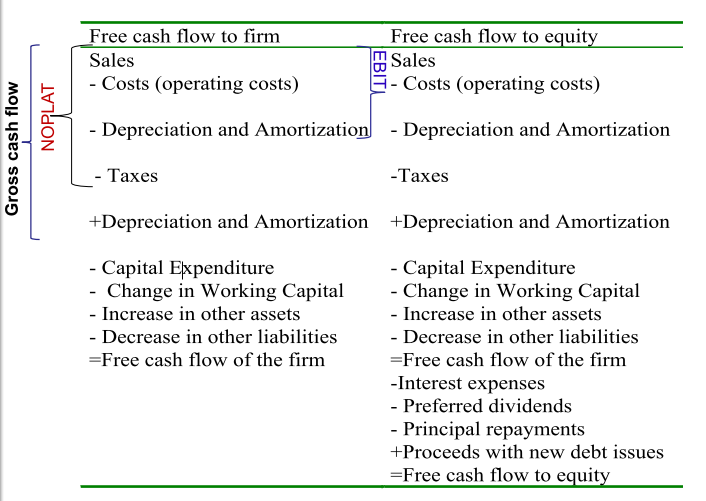 Free cash flow to firm Free cash flow to equity
Sales Sales
- Costs (operating costs) - Costs (operating costs)
- Depreciation and Amortization - Depreciation and Amortization
- Taxes -Taxes
+Depreciation and Amortization +Depreciation and Amortization
- Capital Expenditure - Capital Expenditure
- Change in Working Capital - Change in Working Capital
- Increase in other assets - Increase in other assets
- Decrease in other liabilities - Decrease in other liabilities
=Free cash flow of the firm =Free cash flow of the firm
-Interest expenses
- Preferred dividends
- Principal repayments
+Proceeds with new debt issues
=Free cash flow to equity
Gross cash flow
NOPLAT
EBIT